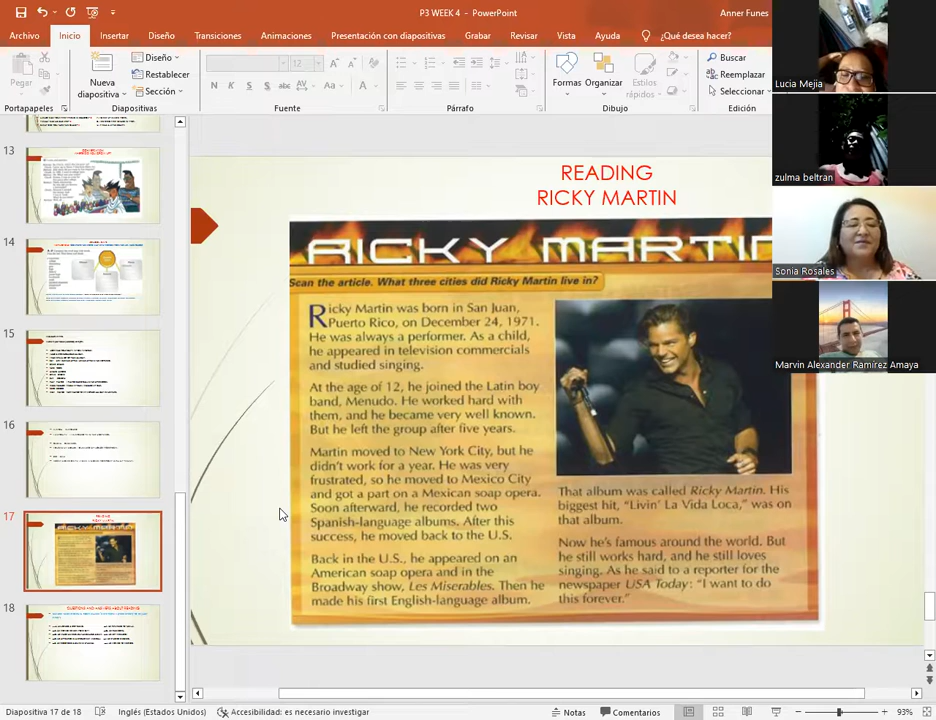 P3 WEEK 4 - PowerPoint
Anner Funes
Archivo Inicio Insertar Diseño Transiciones Animaciones Presentación con diapositivas Grabar Revisar Vista Ayuda ¿Qué desea hacer?
Pegar
Nueva diapositiva
Diseño
Restablecer
Sección
12
N K S S abc AV Aa A
Formas
Organizar
Estilos rápidos
Buscar
Reemplazar
Seleccionar
Portapapeles Diapositivas Fuente Párrafo Dibujo Edición
13
14
15
16
17
18
READING
RICKY MARTIN
RICKY MARTIN
Scan the article. What three cities did Ricky Martin live in?
Ricky Martin was born in San Juan,
Puerto Rico, on December 24, 1971.
He was always a performer. As a child,
he appeared in television commercials
and studied singing.
At the age of 12, he joined the Latin boy
band, Menudo. He worked hard with
them, and he became very well known.
But he left the group after five years.
Martin moved to New York City, but he
didn't work for a year. He was very
frustrated, so he moved to Mexico City
and got a part on a Mexican soap opera.
Soon afterward, he recorded two
Spanish-language albums. After this
success, he moved back to the U.S.
Back in the U.S., he appeared on an
American soap opera and in the
Broadway show, Les Miserables. Then he
made his first English-language album.
That album was called Ricky Martin. His
biggest hit, "Livin' La Vida Loca," was on
that album.
Now he's famous around the world. But
he still works hard, and he still loves
singing. As he said to a reporter for the
newspaper USA Today: "I want to do
this forever."
Lucia Mejia
zulma beltran
Sonia Rosales
Marvin Alexander Ramírez Amaya
Diapositiva 17 de 18 Inglés (Estados Unidos) Accesibilidad: es necesario investigar Notas Comentarios 93%